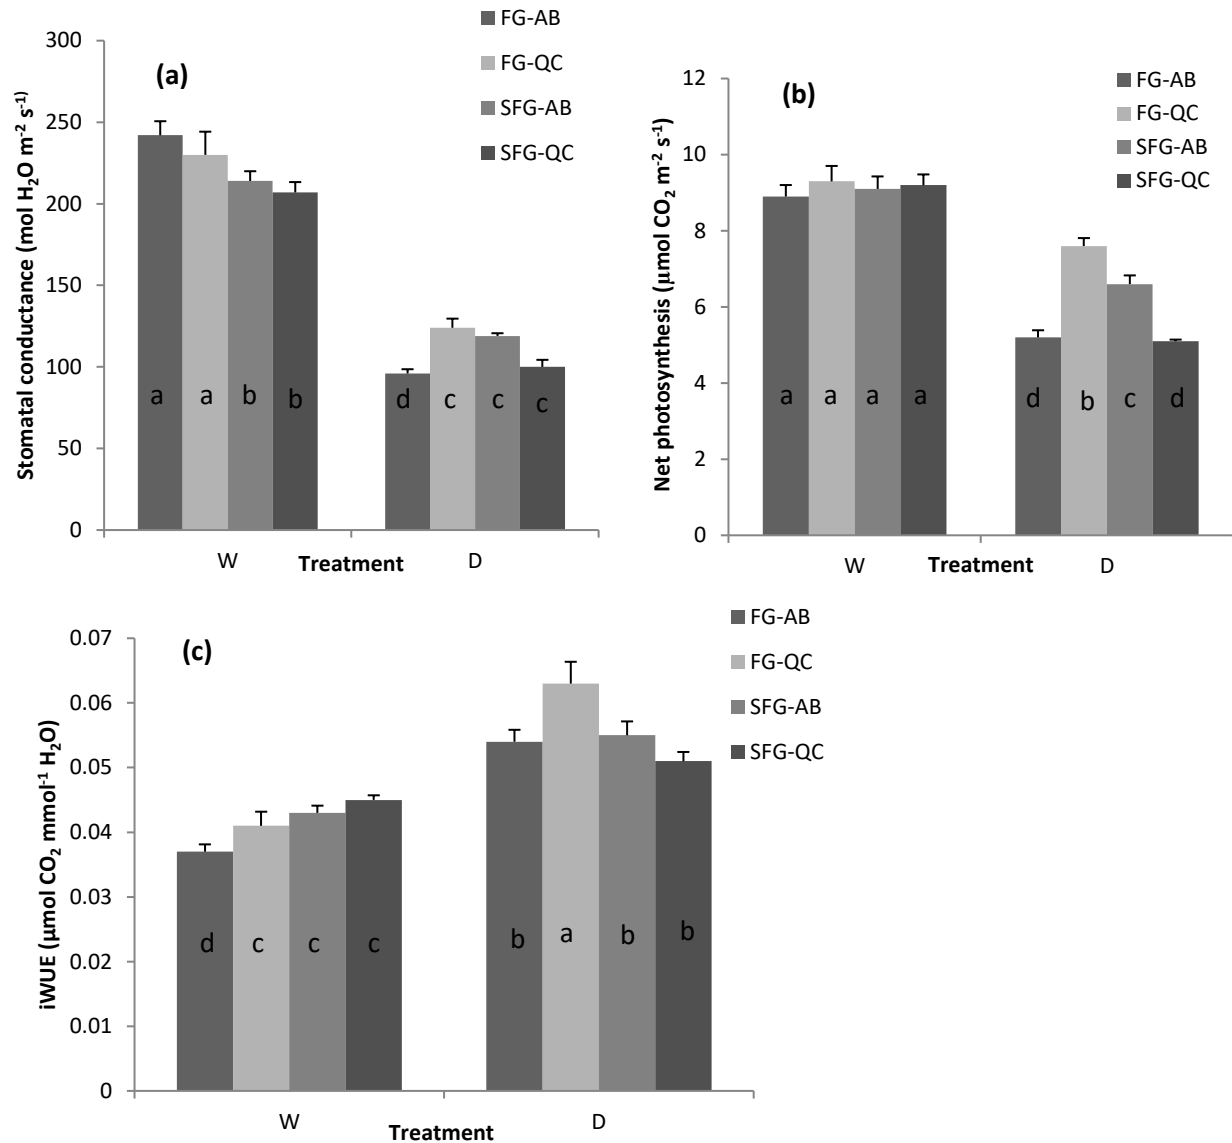 FG-AB
FG-QC
SFG-AB
SFG-QC
(a)
Stomatal conductance (mol H₂O m⁻² s⁻¹)
300
250
200
150
100
50
0
a a b b d c c c
W Treatment D
FG-AB
FG-QC
SFG-AB
SFG-QC
(b)
Net photosynthesis (µmol CO₂ m⁻² s⁻¹)
12
10
8
6
4
2
0
a a a a d b c d
W Treatment D
FG-AB
FG-QC
SFG-AB
SFG-QC
(c)
iWUE (µmol CO₂ mmol⁻¹ H₂O)
0.07
0.06
0.05
0.04
0.03
0.02
0.01
0
d c c c b a b b
W Treatment D